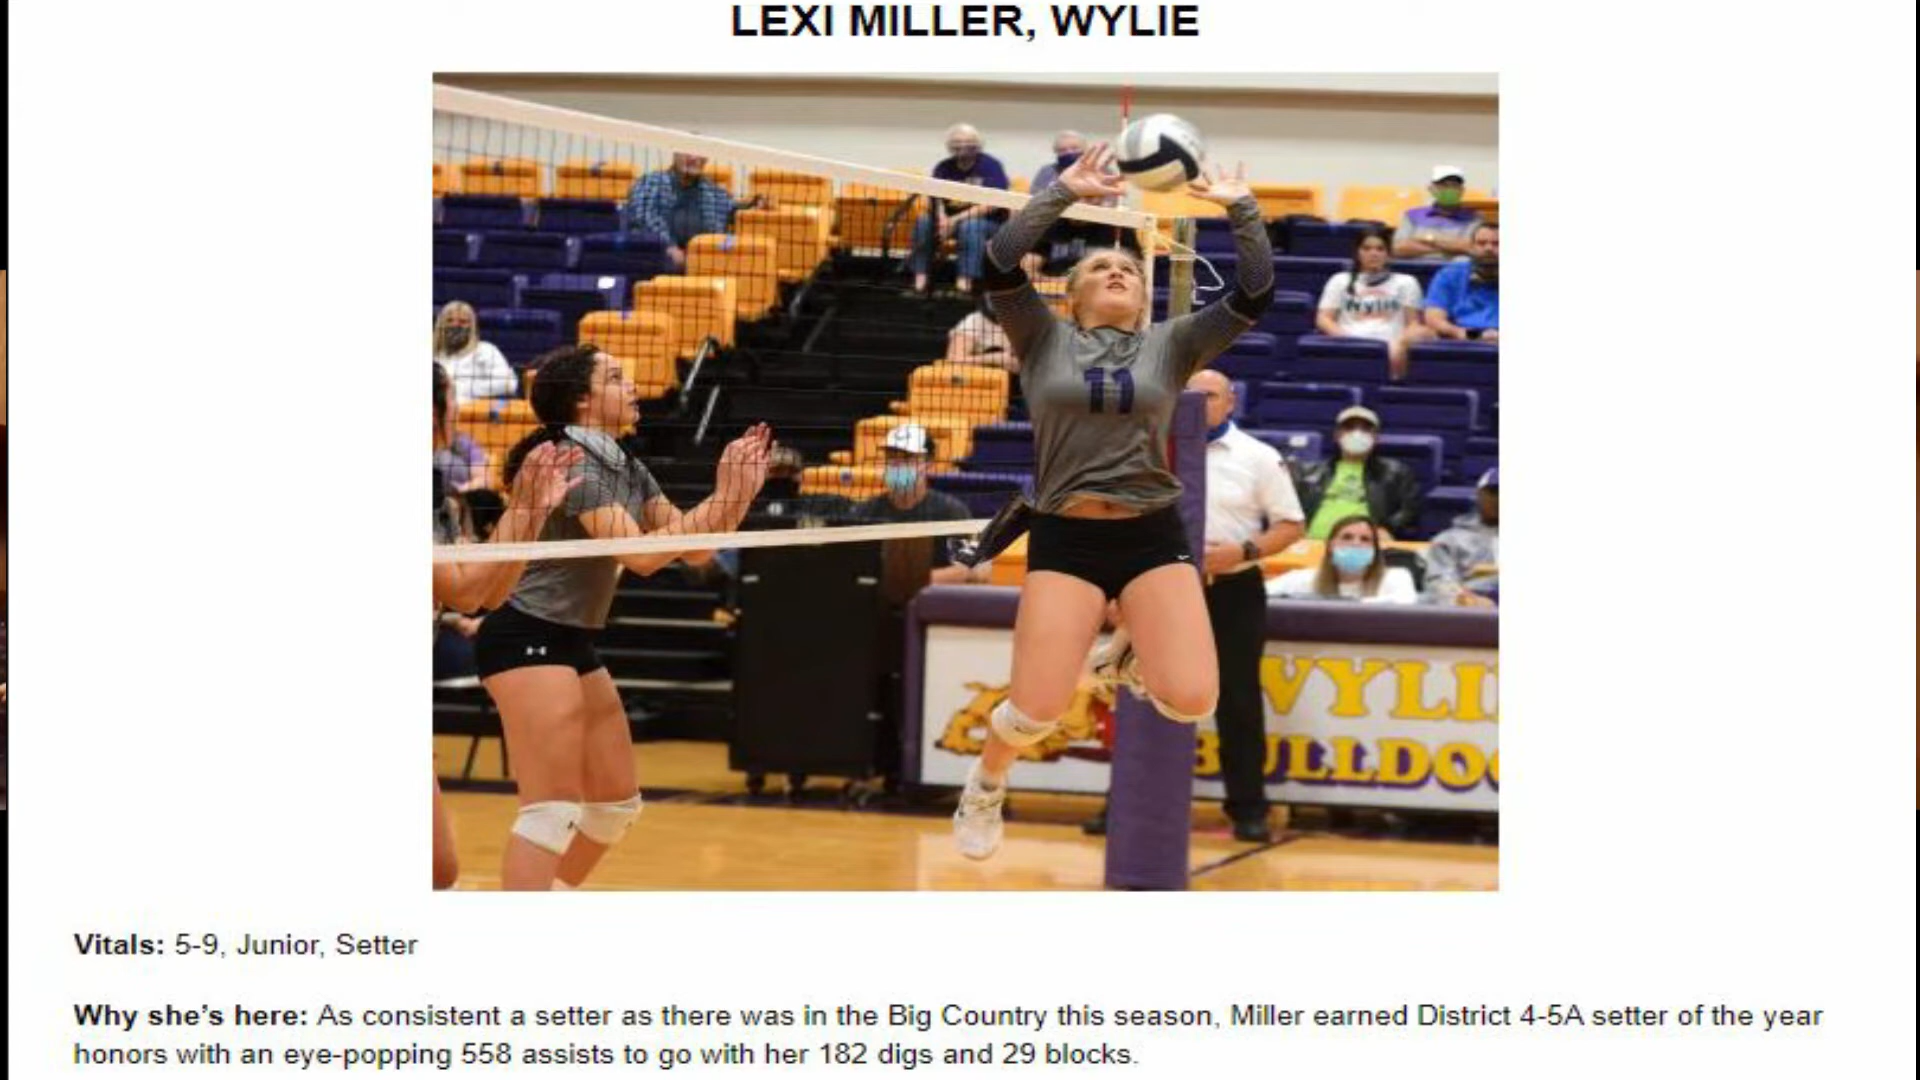 LEXI MILLER, WYLIE
Wylie
11
WYLI
BULLDO
Vitals: 5-9, Junior, Setter
Why she's here: As consistent a setter as there was in the Big Country this season, Miller earned District 4-5A setter of the year
honors with an eye-popping 558 assists to go with her 182 digs and 29 blocks.